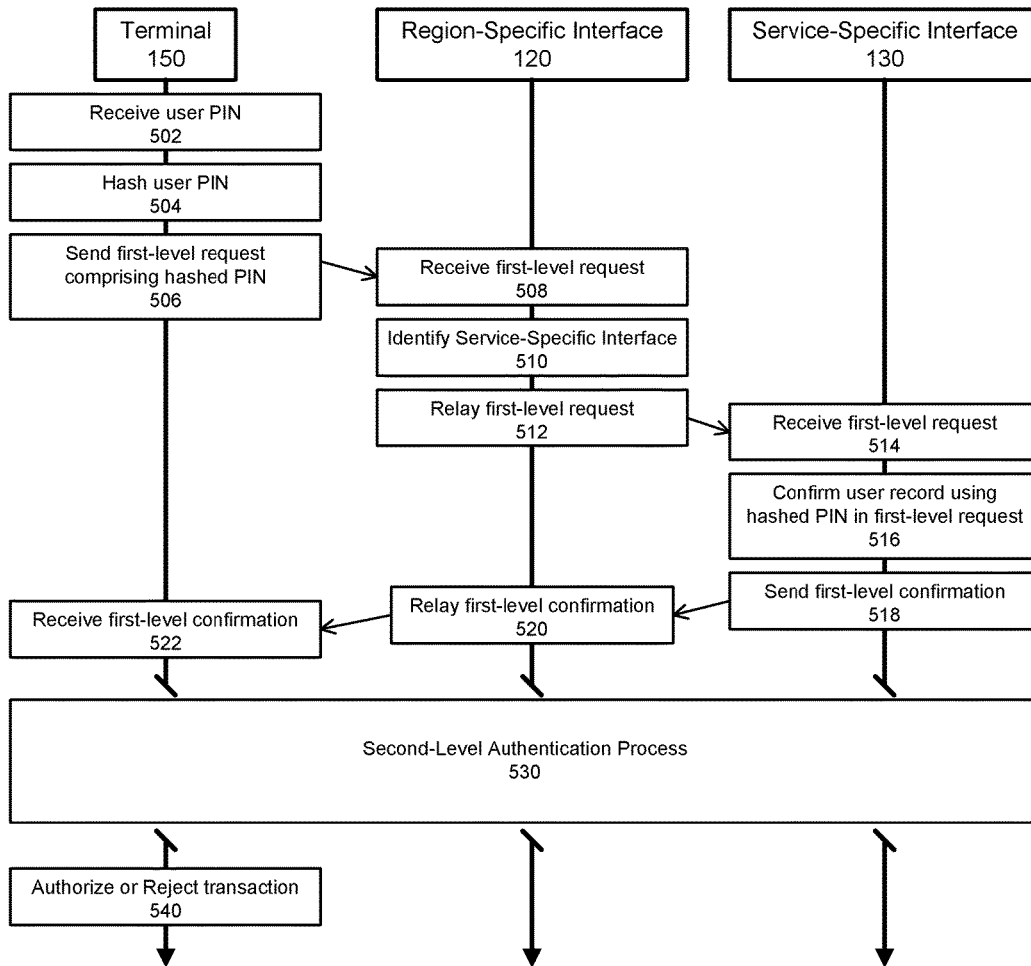 Terminal
150
Region-Specific Interface
120
Service-Specific Interface
130
Receive user PIN
502
Hash user PIN
504
Send first-level request
comprising hashed PIN
506
Receive first-level request
508
Identify Service-Specific Interface
510
Relay first-level request
512
Receive first-level request
514
Confirm user record using
hashed PIN in first-level request
516
Send first-level confirmation
518
Relay first-level confirmation
520
Receive first-level confirmation
522
Second-Level Authentication Process
530
Authorize or Reject transaction
540